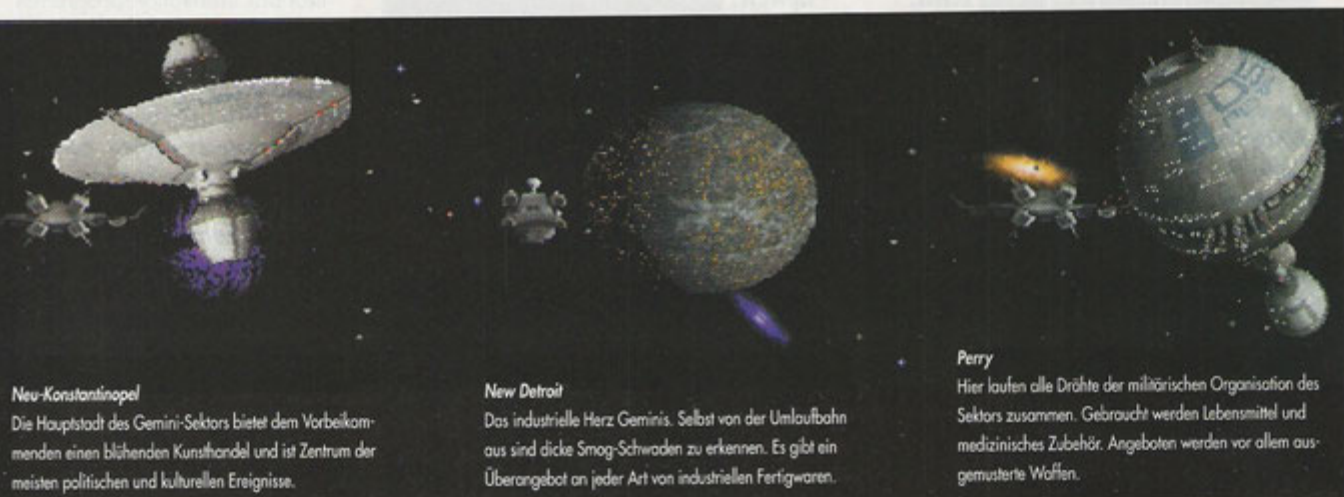 Neu-Konstantinopel
Die Hauptstadt des Gemini-Sektors bietet dem Vorbeikom-
menden einen blühenden Kunsthandel und ist Zentrum der
meisten politischen und kulturellen Ereignisse.
New Detroit
Das industrielle Herz Geminis. Selbst von der Umlaufbahn
aus sind dicke Smog-Schwaden zu erkennen. Es gibt ein
Überangebot an jeder Art von industriellen Fertigwaren.
Perry
Hier laufen alle Drähte der militärischen Organisation des
Sektors zusammen. Gebraucht werden Lebensmittel und
medizinisches Zubehör. Angeboten werden vor allem aus-
gemusterte Waffen.